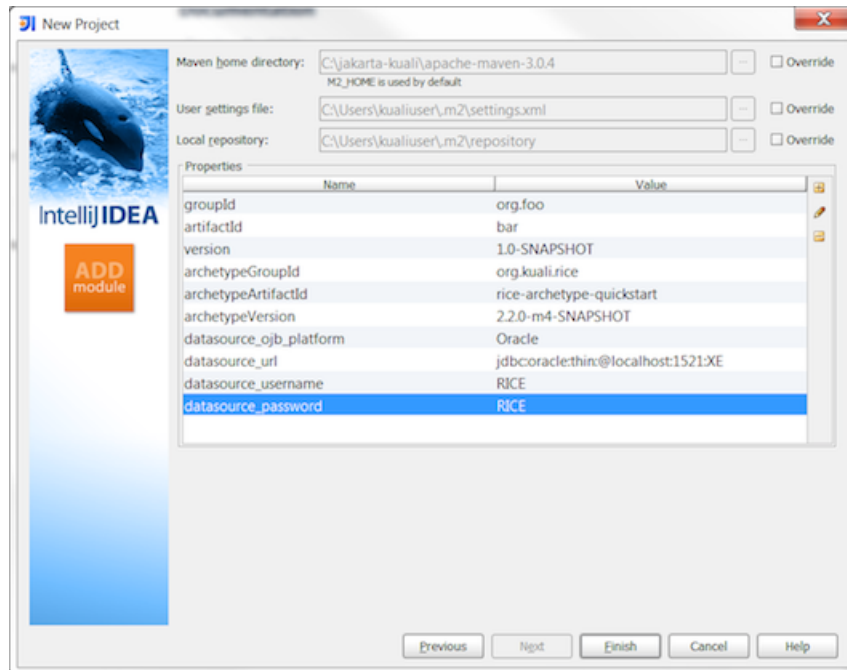 Documentation
New Project
Maven home directory: C:\jakarta-kuali\apache-maven-3.0.4 ... Override
M2_HOME is used by default
User settings file: C:\Users\kualiuser\.m2\settings.xml ... Override
Local repository: C:\Users\kualiuser\.m2\repository ... Override
Properties
Name Value
groupId org.foo
artifactId bar
version 1.0-SNAPSHOT
archetypeGroupId org.kuali.rice
archetypeArtifactId rice-archetype-quickstart
archetypeVersion 2.2.0-m4-SNAPSHOT
datasource_ojb_platform Oracle
datasource_url jdbc:oracle:thin:@localhost:1521:XE
datasource_username RICE
datasource_password RICE
IntelliJIDEA
ADD
module
Previous Next Finish Cancel Help